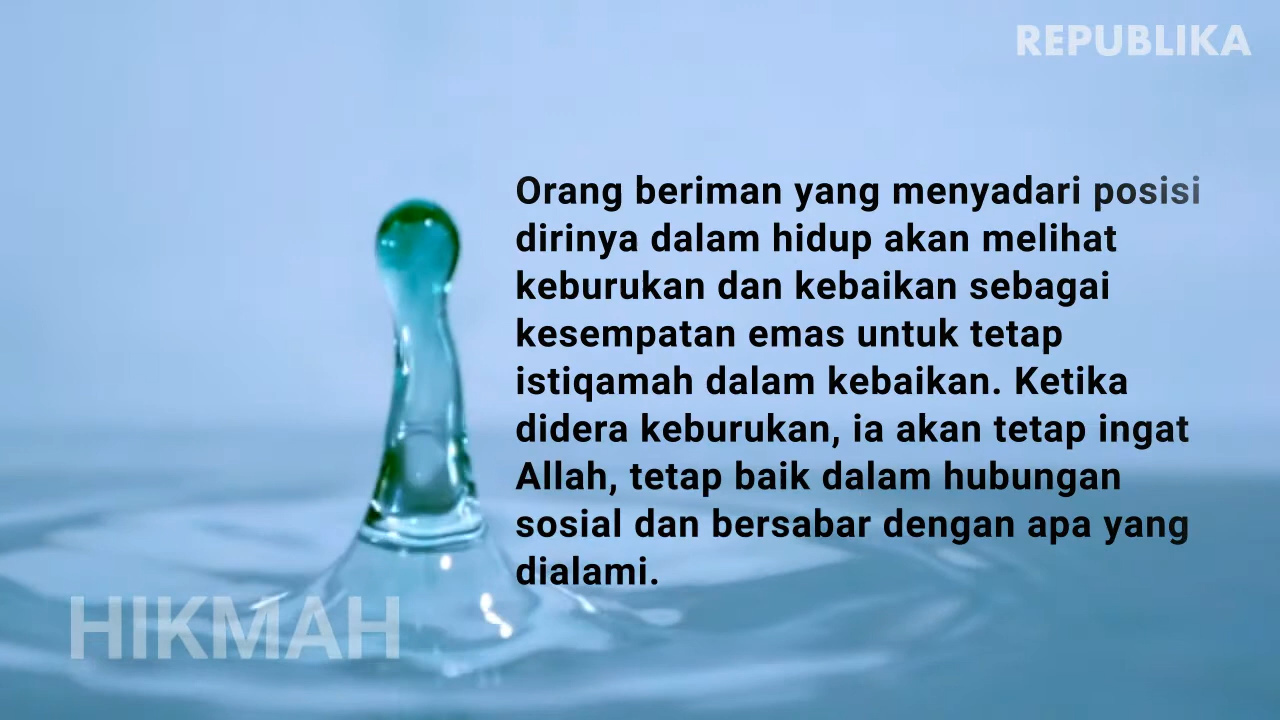 REPUBLIKA
Orang beriman yang menyadari posisi
dirinya dalam hidup akan melihat
keburukan dan kebaikan sebagai
kesempatan emas untuk tetap
istiqamah dalam kebaikan. Ketika
didera keburukan, ia akan tetap ingat
Allah, tetap baik dalam hubungan
sosial dan bersabar dengan apa yang
dialami.
HIKMAH